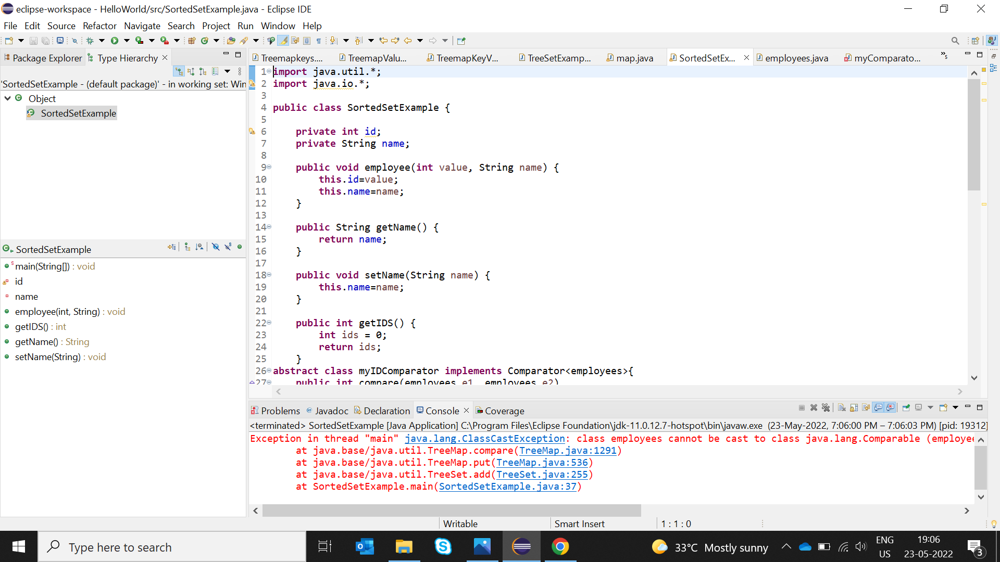 eclipse-workspace - HelloWorld/src/SortedSetExample.java - Eclipse IDE
File Edit Source Refactor Navigate Search Project Run Window Help
Package Explorer Type Hierarchy
Treemapkeys.... TreemapValu... TreemapKeyV... TreeSetExamp... map.java SortedSetEx... employees.java myComparato... »5
'SortedSetExample - (default package)' - in working set: Win
Object
SortedSetExample
SortedSetExample
main(String[]) : void
id
name
employee(int, String) : void
getIDS() : int
getName() : String
setName(String) : void
1 import java.util.*;
2 import java.io.*;
3
4 public class SortedSetExample {
5
6 private int id;
7 private String name;
8
9 public void employee(int value, String name) {
10 this.id=value;
11 this.name=name;
12 }
13
14 public String getName() {
15 return name;
16 }
17
18 public void setName(String name) {
19 this.name=name;
20 }
21
22 public int getIDS() {
23 int ids = 0;
24 return ids;
25 }
26 abstract class myIDComparator implements Comparator<employees>{
27 public int compare(employees e1, employees e2)
Problems Javadoc Declaration Console Coverage
<terminated> SortedSetExample [Java Application] C:\Program Files\Eclipse Foundation\jdk-11.0.12.7-hotspot\bin\javaw.exe (23-May-2022, 7:06:00 PM – 7:06:03 PM) [pid: 19312]
Exception in thread "main" java.lang.ClassCastException: class employees cannot be cast to class java.lang.Comparable (employee
at java.base/java.util.TreeMap.compare(TreeMap.java:1291)
at java.base/java.util.TreeMap.put(TreeMap.java:536)
at java.base/java.util.TreeSet.add(TreeSet.java:255)
at SortedSetExample.main(SortedSetExample.java:37)
Writable Smart Insert 1 : 1 : 0
Type here to search
33°C Mostly sunny
ENG
US
19:06
23-05-2022
3